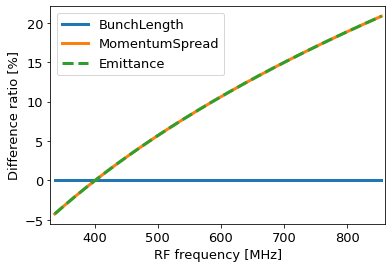 BunchLength
MomentumSpread
Emittance
Difference ratio [%]
20
15
10
5
0
−5
400
500
600
700
800
RF frequency [MHz]